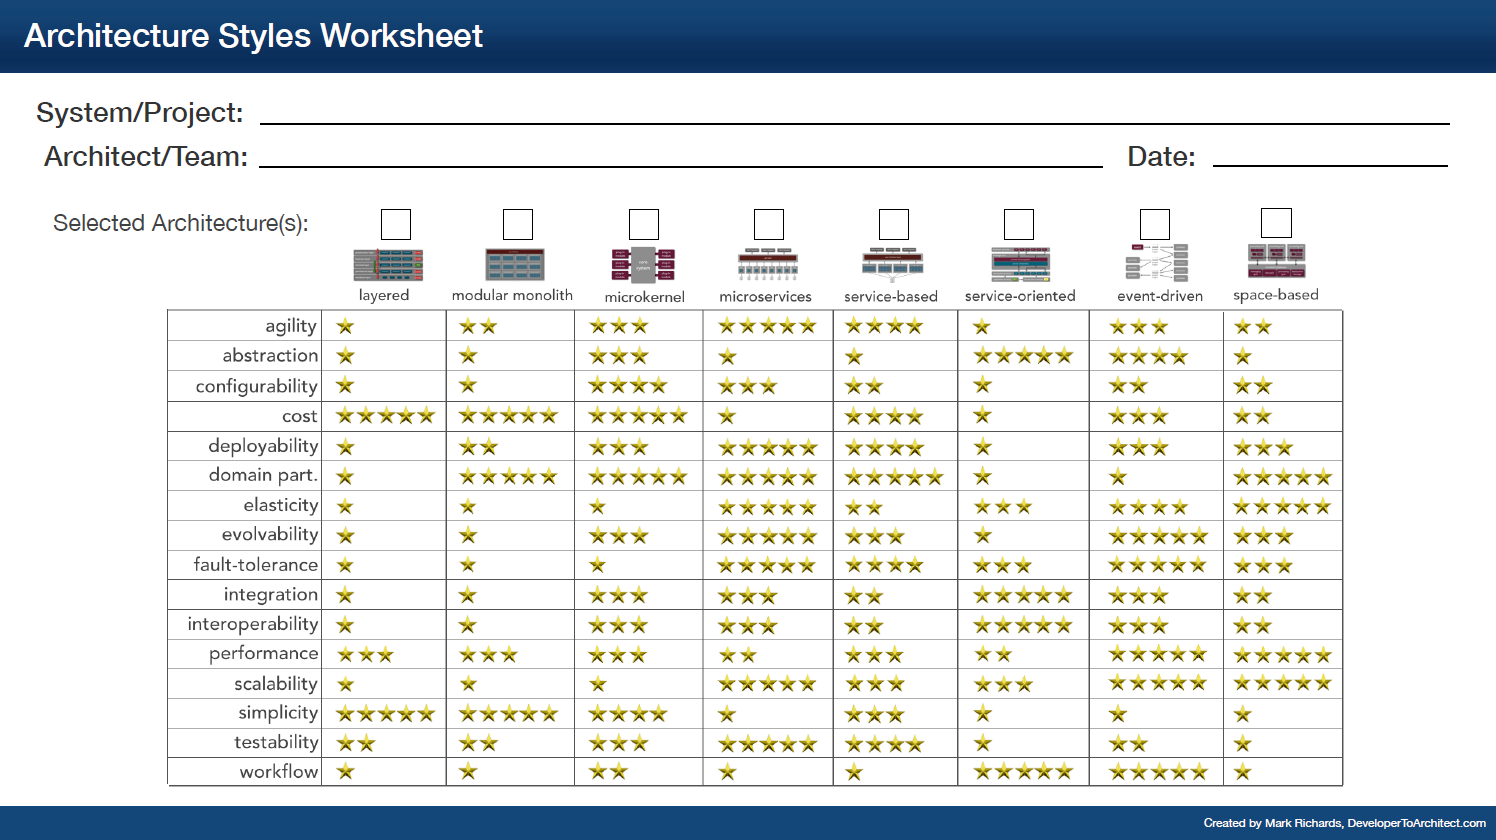 Architecture Styles Worksheet
System/Project:
Architect/Team:
Date:
Selected Architecture(s):
layered
modular monolith
microkernel
microservices
service-based
service-oriented
event-driven
space-based
agility
abstraction
configurability
cost
deployability
domain part.
elasticity
evolvability
fault-tolerance
integration
interoperability
performance
scalability
simplicity
testability
workflow
Created by Mark Richards, DeveloperToArchitect.com